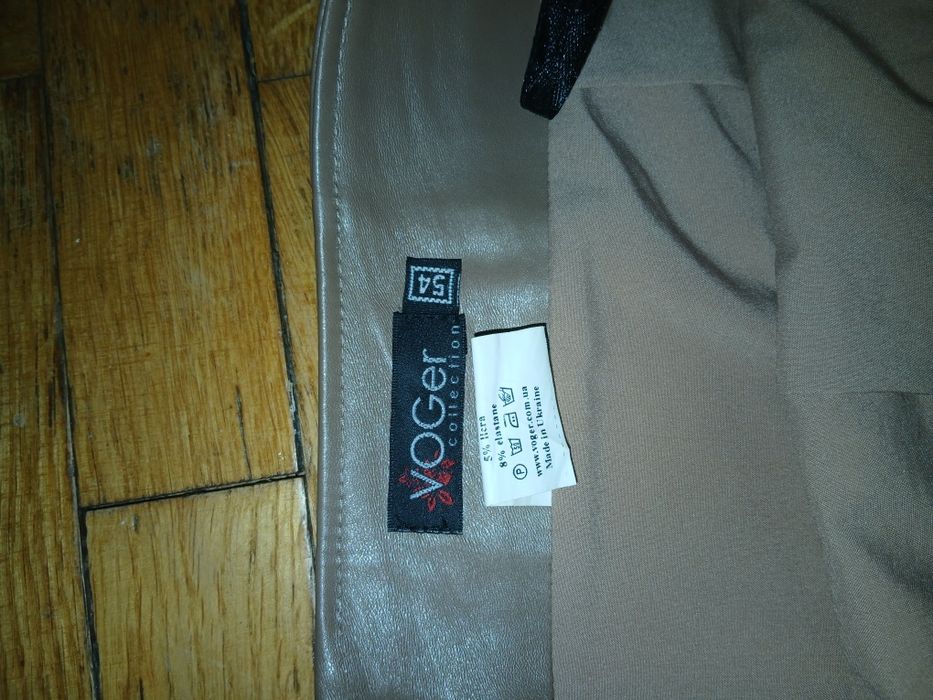 54
VOGer
collection
5% licra
8% elastane
P
www.voger.com.ua
Made in Ukraine